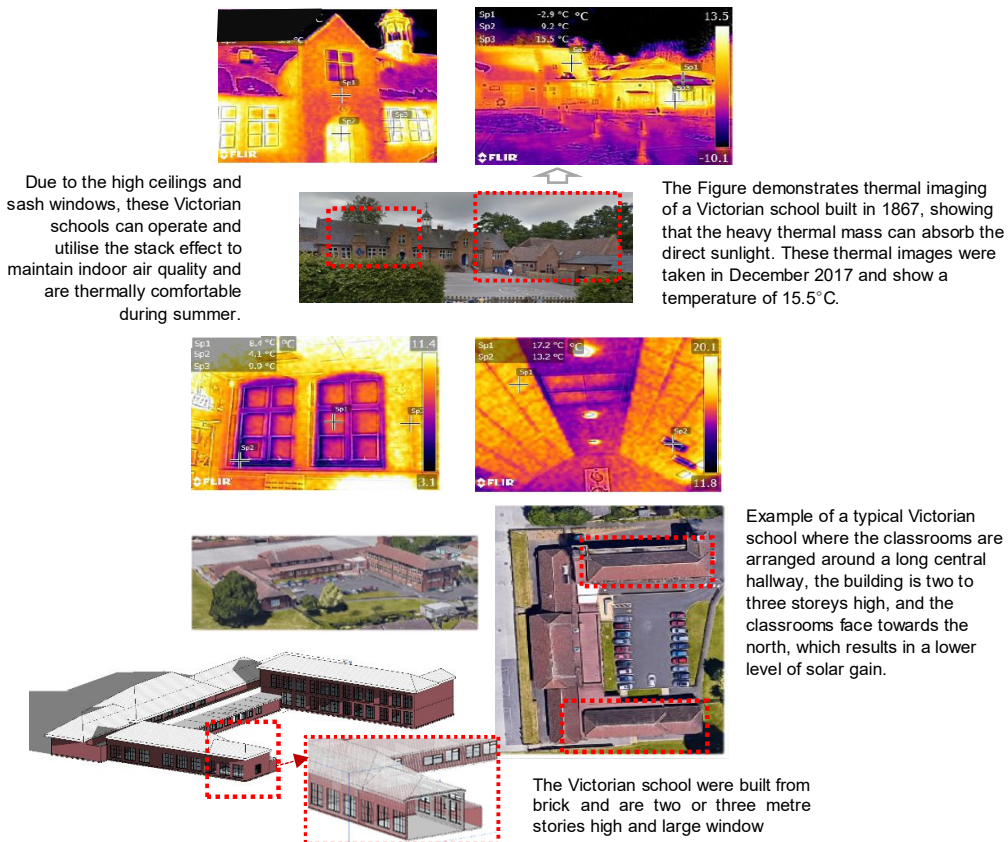 °C
Sp1
Sp2
Sp3
FLIR
Sp1 -2.9 °C °C
Sp2 9.2 °C
Sp3 15.5 °C
13.5
Sp2
Sp1
-10.1
FLIR
Due to the high ceilings and
sash windows, these Victorian
schools can operate and
utilise the stack effect to
maintain indoor air quality and
are thermally comfortable
during summer.
The Figure demonstrates thermal imaging
of a Victorian school built in 1867, showing
that the heavy thermal mass can absorb the
direct sunlight. These thermal images were
taken in December 2017 and show a
temperature of 15.5°C.
Sp1 8.4 °C °C
Sp2 4.1 °C
Sp3 9.9 °C
11.4
Sp1
Sp2
3.1
FLIR
Sp1 17.2 °C °C
Sp2 13.2 °C
20.1
Sp1
Sp2
11.8
FLIR
Example of a typical Victorian
school where the classrooms are
arranged around a long central
hallway, the building is two to
three storeys high, and the
classrooms face towards the
north, which results in a lower
level of solar gain.
The Victorian school were built from
brick and are two or three metre
stories high and large window